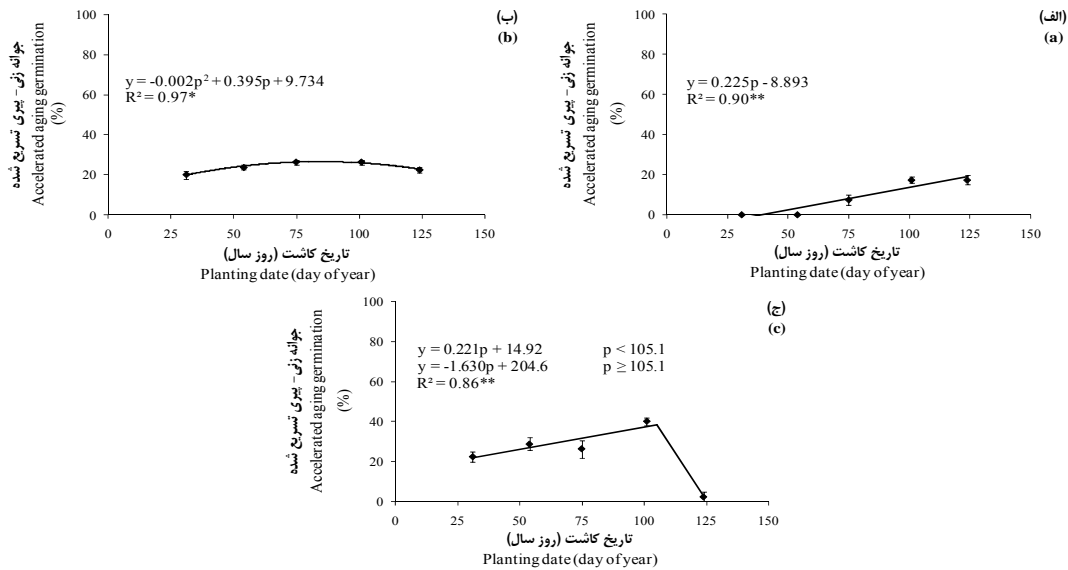 (الف)
(a)
y = 0.225p - 8.893
R² = 0.90**
جوانه زنی - پیری تسریع شده
Accelerated aging germination
(%)
100
80
60
40
20
0
0 25 50 75 100 125 150
تاریخ کاشت (روز سال)
Planting date (day of year)
(ب)
(b)
y = -0.002p² + 0.395p + 9.734
R² = 0.97*
جوانه زنی - پیری تسریع شده
Accelerated aging germination
(%)
100
80
60
40
20
0
0 25 50 75 100 125 150
تاریخ کاشت (روز سال)
Planting date (day of year)
(ج)
(c)
y = 0.221p + 14.92 p < 105.1
y = -1.630p + 204.6 p ≥ 105.1
R² = 0.86**
جوانه زنی - پیری تسریع شده
Accelerated aging germination
(%)
100
80
60
40
20
0
0 25 50 75 100 125 150
تاریخ کاشت (روز سال)
Planting date (day of year)